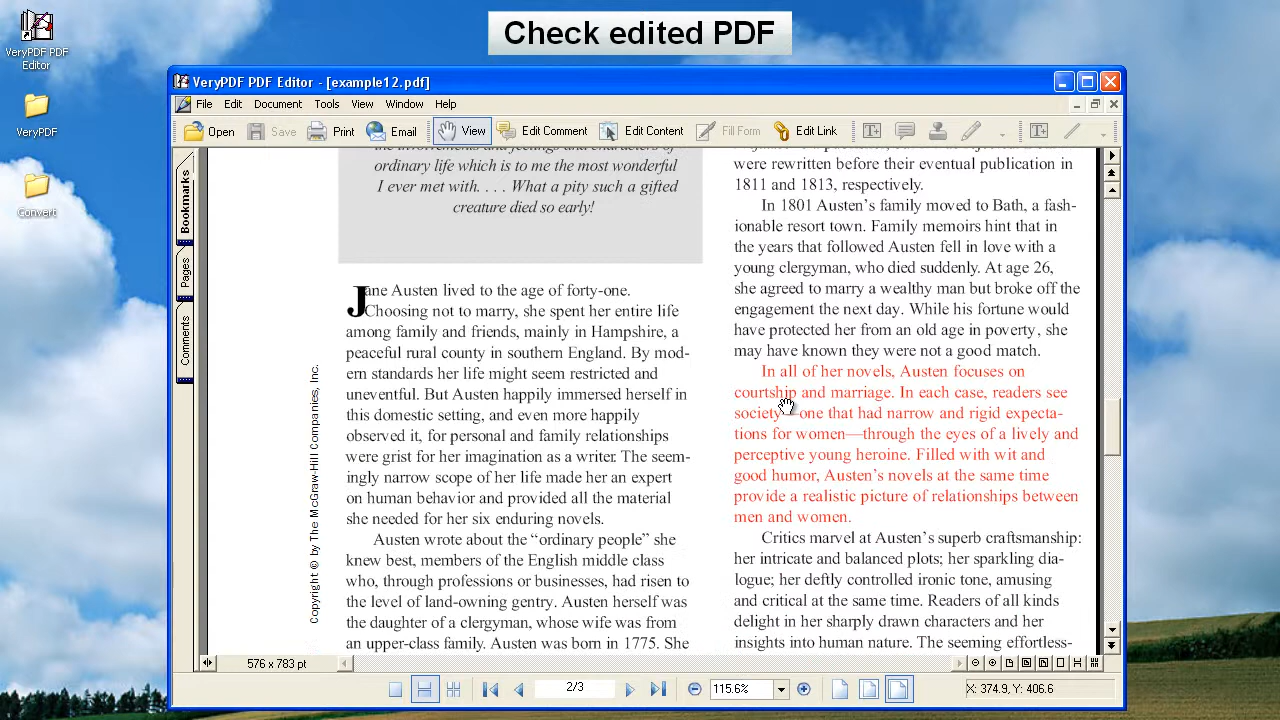 Check edited PDF
VeryPDF PDF
Editor
VeryPDF
Convert
VeryPDF PDF Editor - [example12.pdf]
File Edit Document Tools View Window Help
Open Save Print Email View Edit Comment Edit Content Fill Form Edit Link
Bookmarks
Pages
Comments
ordinary life which is to me the most wonderful
I ever met with. . . . What a pity such a gifted
creature died so early!
Jane Austen lived to the age of forty-one.
Choosing not to marry, she spent her entire life
among family and friends, mainly in Hampshire, a
peaceful rural county in southern England. By mod-
ern standards her life might seem restricted and
uneventful. But Austen happily immersed herself in
this domestic setting, and even more happily
observed it, for personal and family relationships
were grist for her imagination as a writer. The seem-
ingly narrow scope of her life made her an expert
on human behavior and provided all the material
she needed for her six enduring novels.
Austen wrote about the “ordinary people” she
knew best, members of the English middle class
who, through professions or businesses, had risen to
the level of land-owning gentry. Austen herself was
the daughter of a clergyman, whose wife was from
an upper-class family. Austen was born in 1775. She
Copyright © by The McGraw-Hill Companies, Inc.
were rewritten before their eventual publication in
1811 and 1813, respectively.
In 1801 Austen’s family moved to Bath, a fash-
ionable resort town. Family memoirs hint that in
the years that followed Austen fell in love with a
young clergyman, who died suddenly. At age 26,
she agreed to marry a wealthy man but broke off the
engagement the next day. While his fortune would
have protected her from an old age in poverty, she
may have known they were not a good match.
In all of her novels, Austen focuses on
courtship and marriage. In each case, readers see
society—one that had narrow and rigid expecta-
tions for women—through the eyes of a lively and
perceptive young heroine. Filled with wit and
good humor, Austen’s novels at the same time
provide a realistic picture of relationships between
men and women.
Critics marvel at Austen’s superb craftsmanship:
her intricate and balanced plots; her sparkling dia-
logue; her deftly controlled ironic tone, amusing
and critical at the same time. Readers of all kinds
delight in her sharply drawn characters and her
insights into human nature. The seeming effortless-
576 x 783 pt
2/3
115.6%
X: 374.9, Y: 406.6